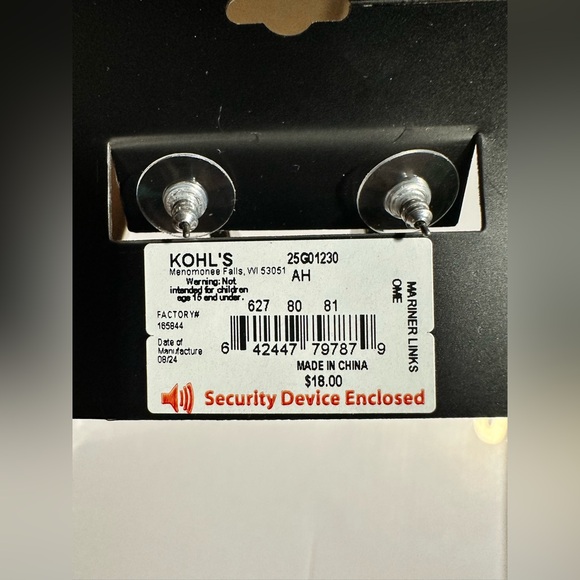 KOHL'S 25G01230
Menomonee Falls, WI 53051 AH
Warning: Not
intended for children
age 15 and under.
627 80 81
FACTORY#
165844
Date of
Manufacture
08/24
6 42447 79787 9
MADE IN CHINA
$18.00
Security Device Enclosed
MARINER LINKS
OME